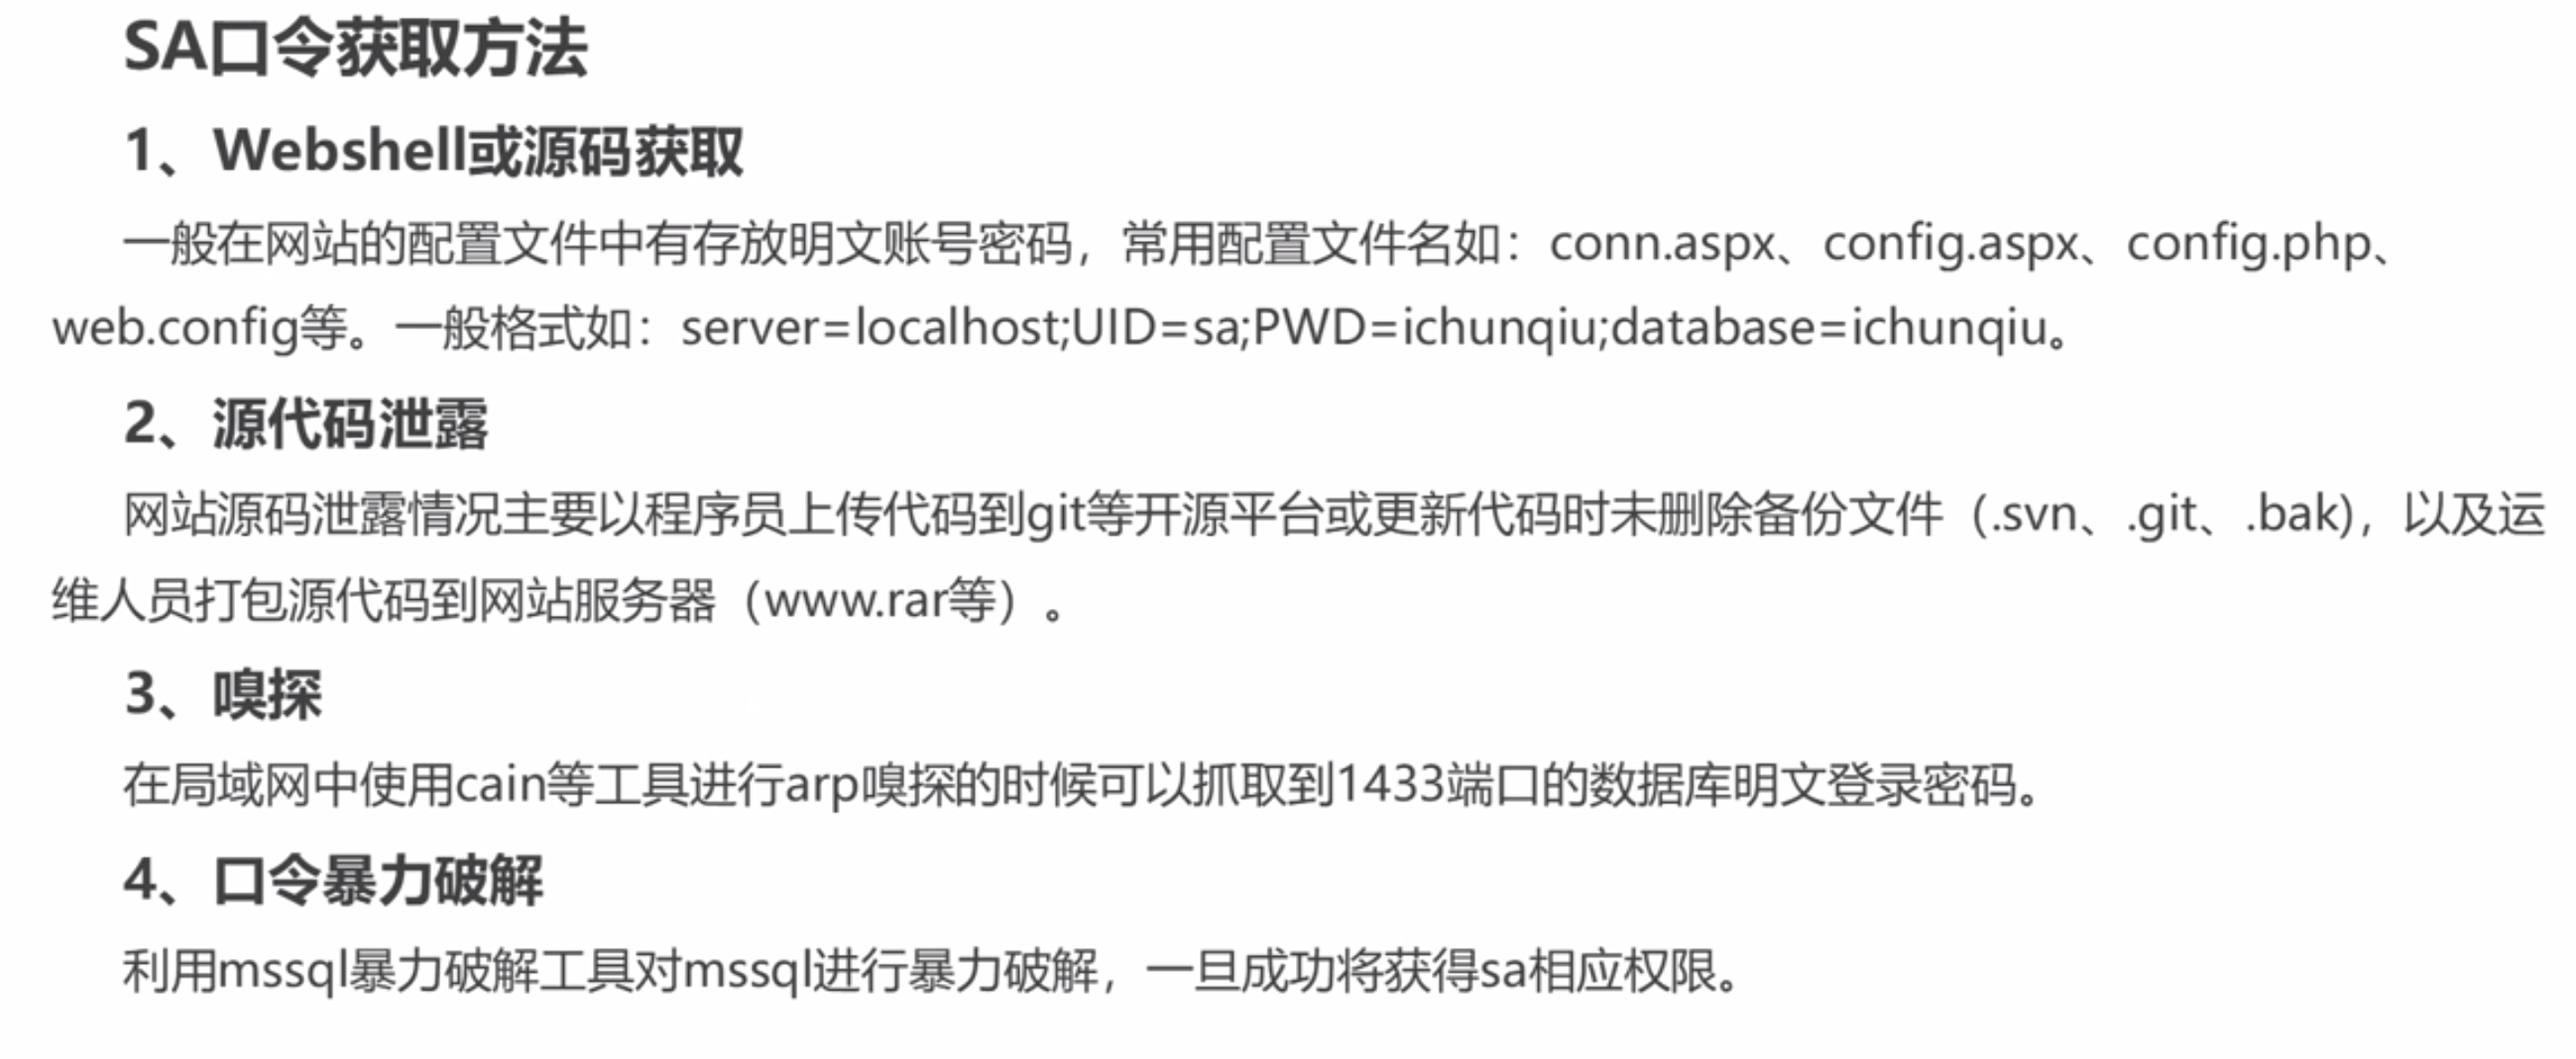 SA口令获取方法
1、Webshell或源码获取
一般在网站的配置文件中有存放明文账号密码，常用配置文件名如：conn.aspx、config.aspx、config.php、
web.config等。一般格式如：server=localhost;UID=sa;PWD=ichunqiu;database=ichunqiu。
2、源代码泄露
网站源码泄露情况主要以程序员上传代码到git等开源平台或更新代码时未删除备份文件（.svn、.git、.bak)，以及运
维人员打包源代码到网站服务器（www.rar等）。
3、嗅探
在局域网中使用cain等工具进行arp嗅探的时候可以抓取到1433端口的数据库明文登录密码。
4、口令暴力破解
利用mssql暴力破解工具对mssql进行暴力破解，一旦成功将获得sa相应权限。